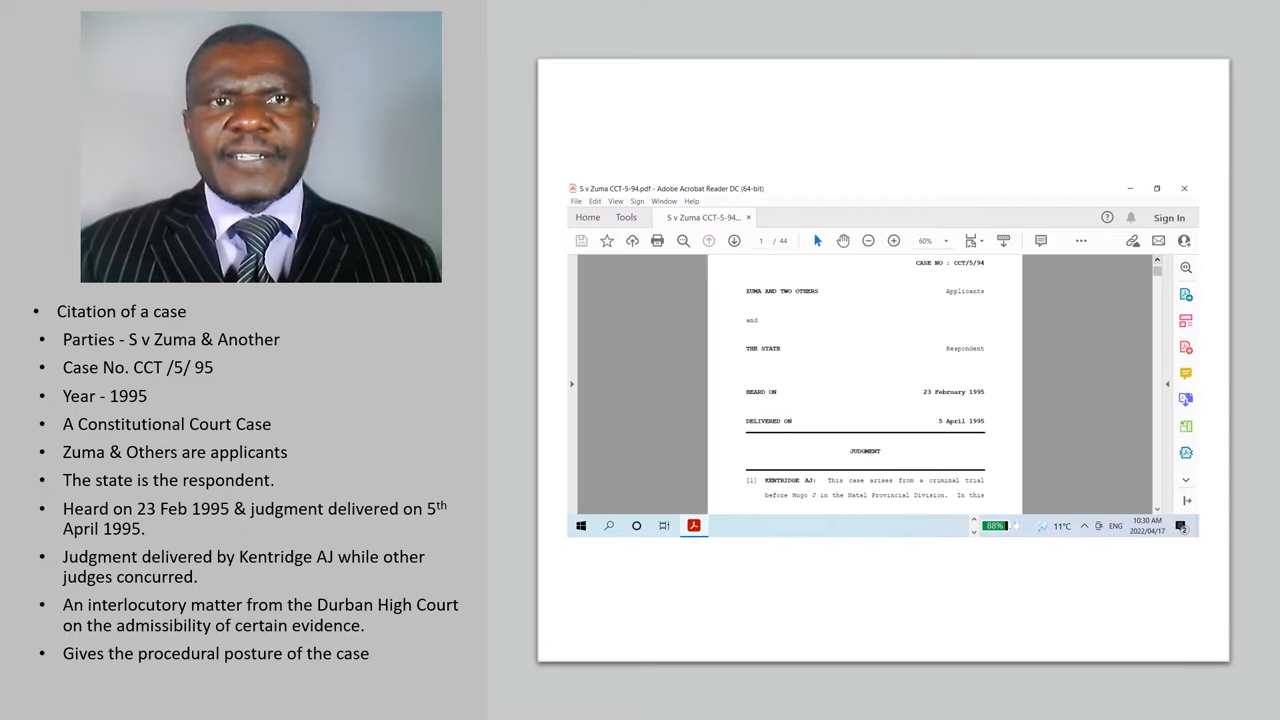 • Citation of a case
• Parties - S v Zuma & Another
• Case No. CCT /5/ 95
• Year - 1995
• A Constitutional Court Case
• Zuma & Others are applicants
• The state is the respondent.
• Heard on 23 Feb 1995 & judgment delivered on 5th
April 1995.
• Judgment delivered by Kentridge AJ while other
judges concurred.
• An interlocutory matter from the Durban High Court
on the admissibility of certain evidence.
• Gives the procedural posture of the case
S v Zuma CCT-5-94.pdf - Adobe Acrobat Reader DC (64-bit)
File Edit View Sign Window Help
Home Tools S v Zuma CCT-5-94... × Sign In
1 / 44 60%
CASE NO : CCT/5/94
ZUMA AND TWO OTHERS Applicants
and
THE STATE Respondent
HEARD ON 23 February 1995
DELIVERED ON 5 April 1995
JUDGMENT
[1] KENTRIDGE AJ: This case arises from a criminal trial
before Hugo J in the Natal Provincial Division. In this
88% 11°C ENG 10:30 AM
2022/04/17 2